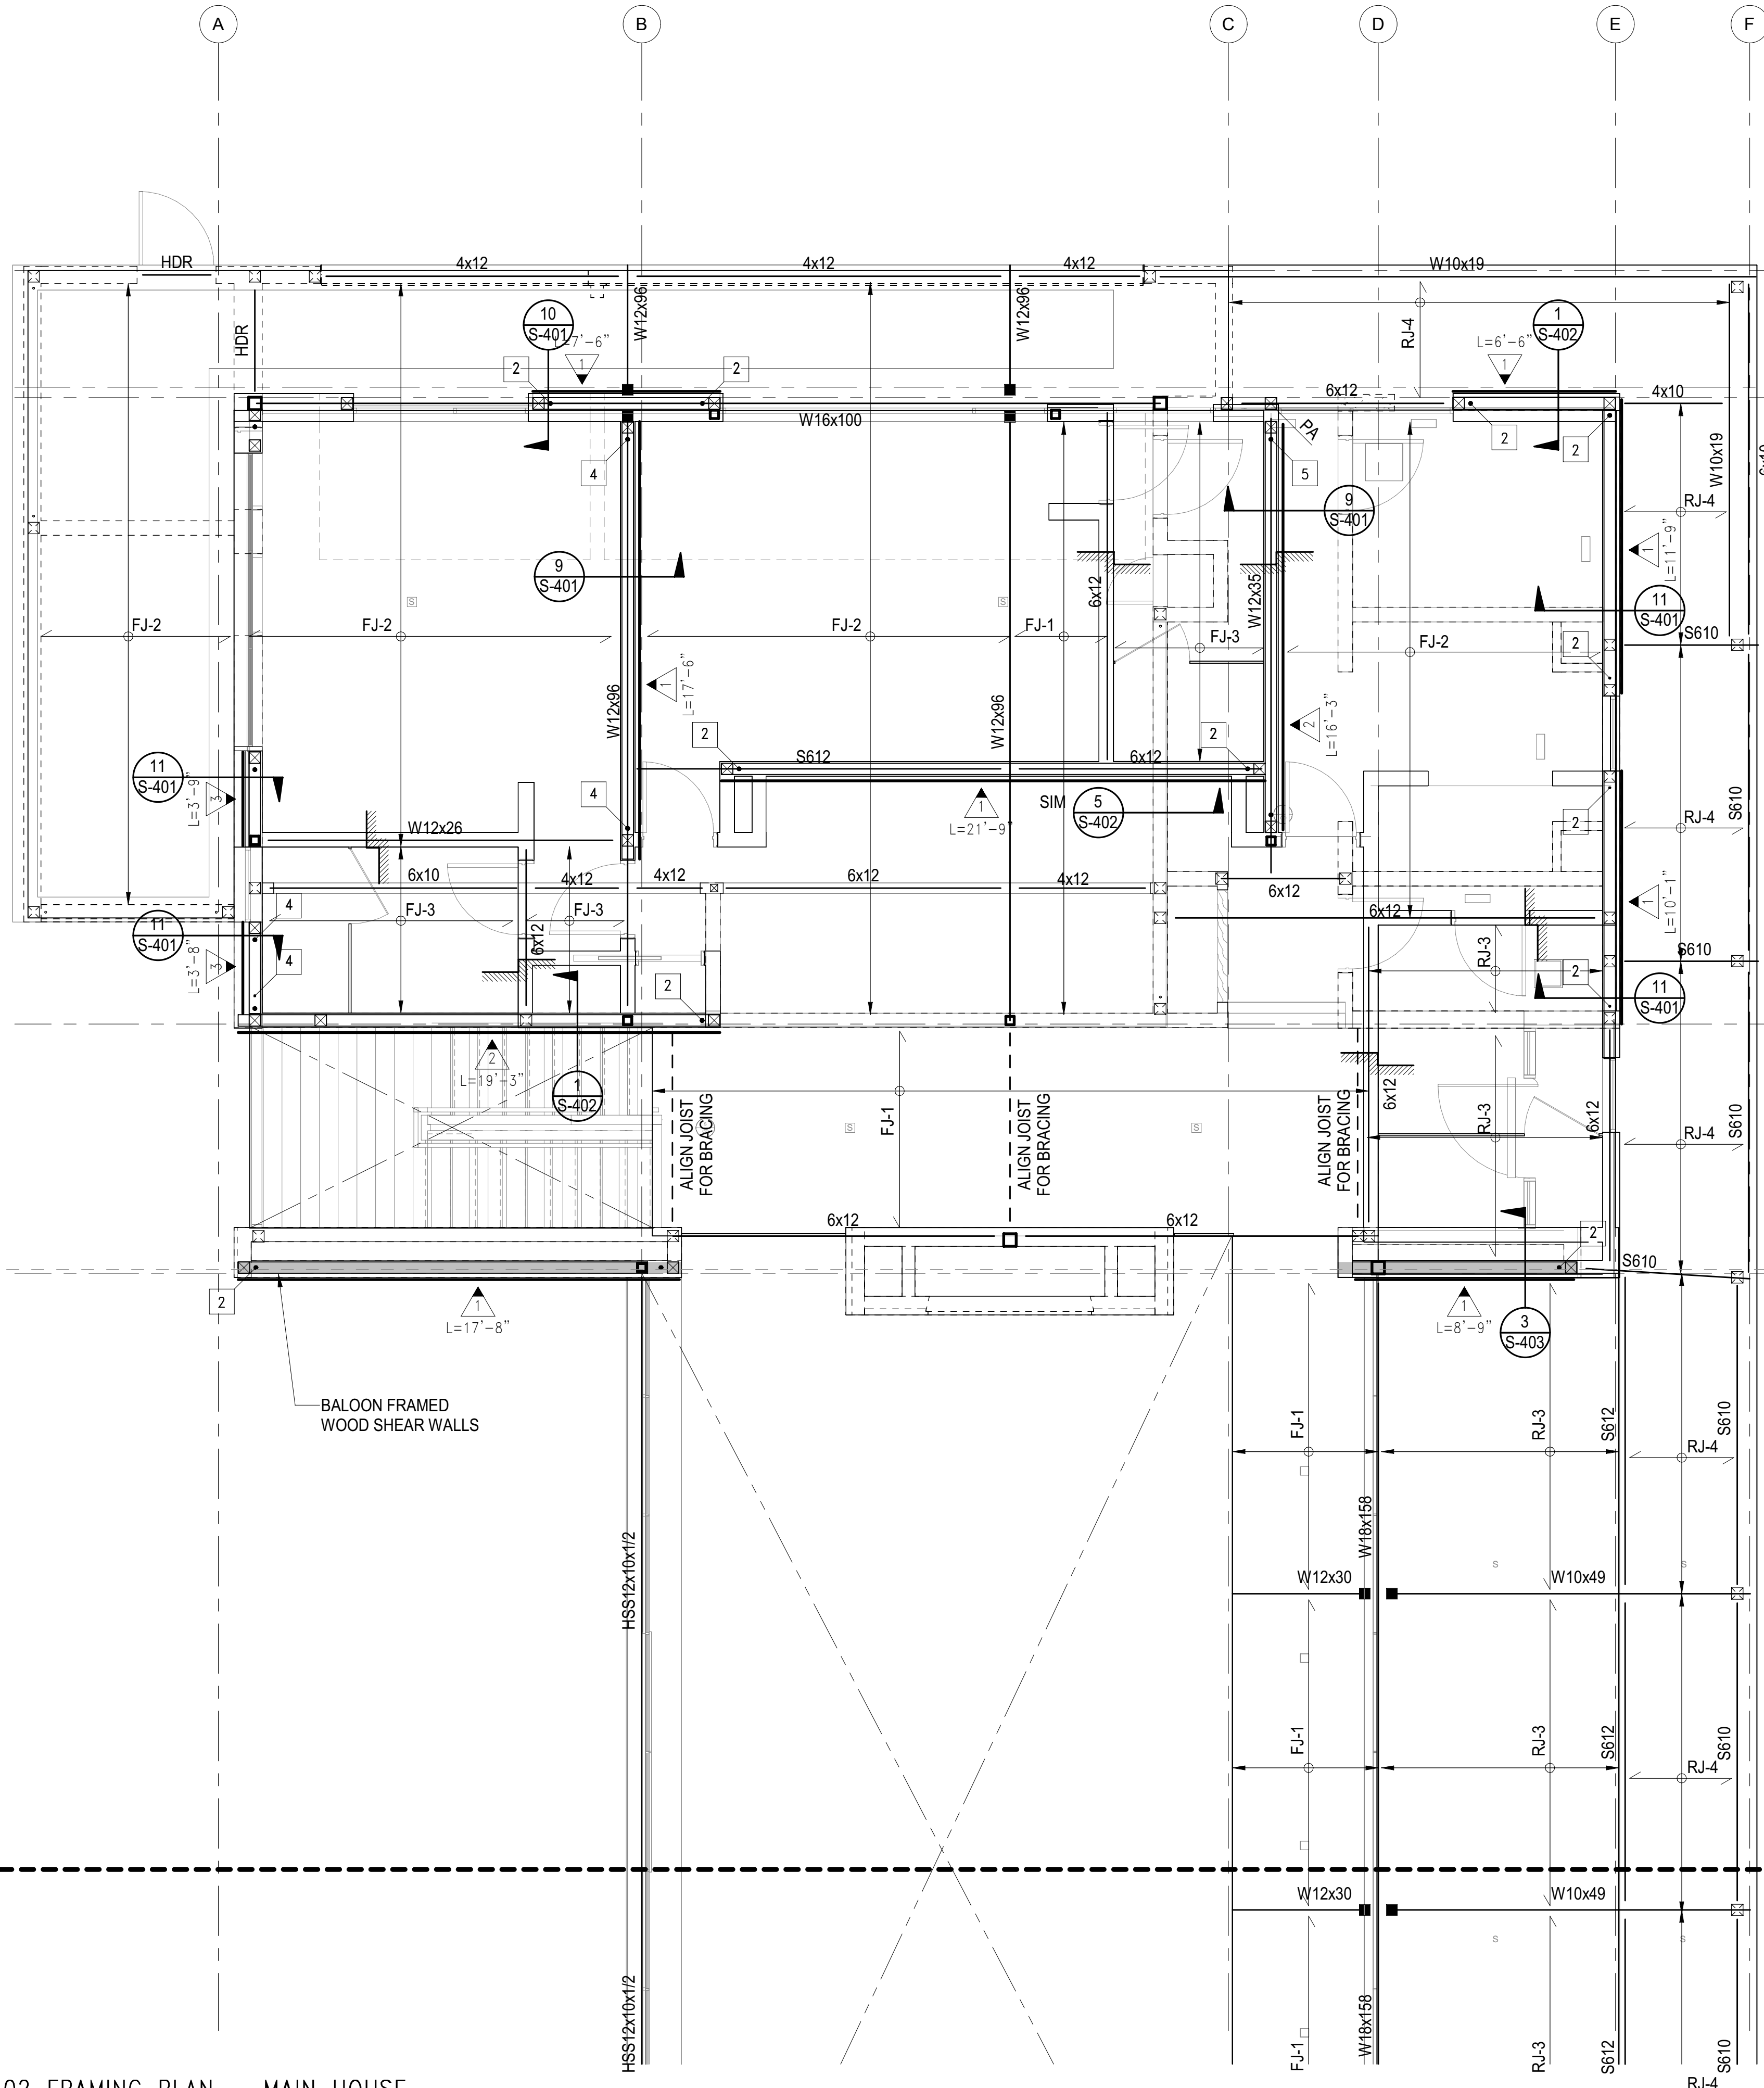 A
B
C
D
E
F
HDR
4x12
4x12
4x12
W10x19
HDR
10
S-401
L=7'-6"
1
W12x96
W12x96
RJ-4
1
S-402
L=6'-6"
1
2
2
6x12
4x10
W16x100
PA
2
2
4
5
W10x19
RJ-4
9
S-401
9
S-401
1
L=11'-9"
S
S
6x12
W12x35
11
S-401
FJ-2
FJ-2
FJ-2
FJ-1
FJ-3
FJ-2
2
S610
1
L=17'-6"
W12x96
W12x96
2
L=16'-3"
2
S612
6x12
2
11
S-401
L=3'-9"
3
4
W12x26
1
L=21'-9"
SIM
5
S-402
2
RJ-4
S610
6x10
4x12
4x12
6x12
4x12
6x12
6x12
1
L=10'-1"
4
FJ-3
FJ-3
6x12
11
S-401
L=3'-8"
3
4
2
RJ-3
2
S610
11
S-401
2
L=19'-3"
1
S-402
ALIGN JOIST
FOR BRACING
FJ-1
S
ALIGN JOIST
FOR BRACING
S
ALIGN JOIST
FOR BRACING
6x12
RJ-3
6x12
RJ-4
S610
6x12
6x12
2
S610
2
1
L=17'-8"
1
L=8'-9"
3
S-403
BALOON FRAMED
WOOD SHEAR WALLS
FJ-1
RJ-3
S612
RJ-4
S610
HSS12x10x1/2
W18x158
S
S
W12x30
W10x49
FJ-1
RJ-3
S612
RJ-4
S610
W12x30
W10x49
S
S
HSS12x10x1/2
FJ-1
W18x158
RJ-3
S612
S610
RJ-4
02 FRAMING PLAN - MAIN HOUSE